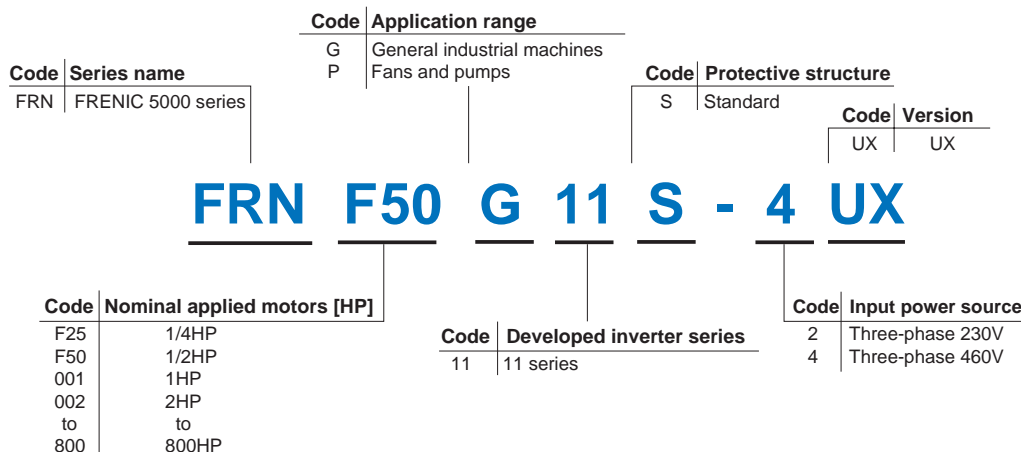 Code Application range
G General industrial machines
P Fans and pumps
Code Series name
FRN FRENIC 5000 series
Code Protective structure
S Standard
Code Version
UX UX
FRN F50 G 11 S - 4 UX
Code Nominal applied motors [HP]
F25 1/4HP
F50 1/2HP
001 1HP
002 2HP
to to
800 800HP
Code Developed inverter series
11 11 series
Code Input power source
2 Three-phase 230V
4 Three-phase 460V